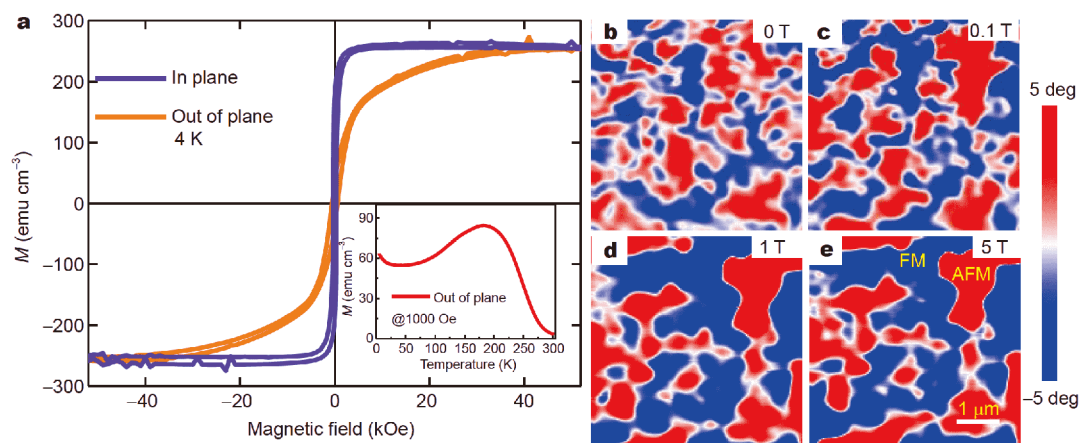 a
300
200
100
0
−100
−200
−300
M (emu cm⁻³)
In plane
Out of plane
4 K
−40
−20
0
20
40
Magnetic field (kOe)
90
60
30
0
M (emu cm⁻³)
Out of plane
@1000 Oe
0 50 100 150 200 250 300
Temperature (K)
b
0 T
c
0.1 T
d
1 T
e
5 T
FM
AFM
1 μm
5 deg
−5 deg